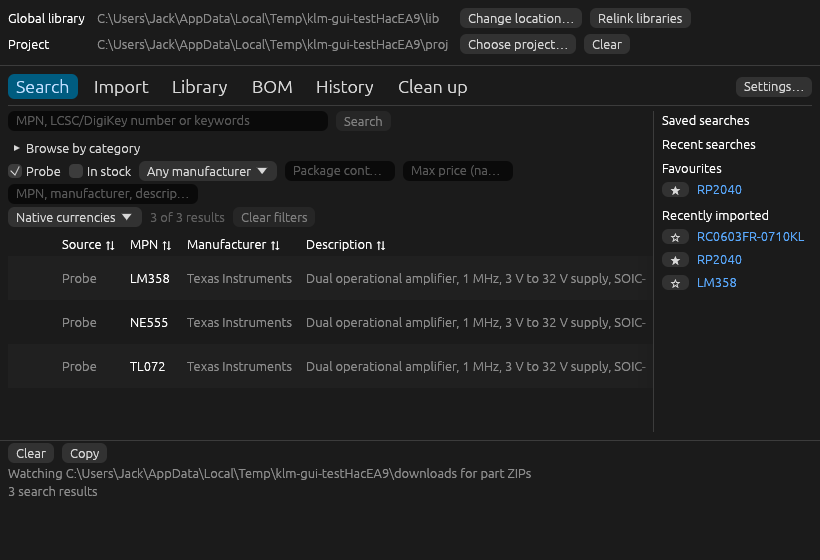 Global library C:\Users\Jack\AppData\Local\Temp\klm-gui-testHacEA9\lib Change location... Relink libraries
Project C:\Users\Jack\AppData\Local\Temp\klm-gui-testHacEA9\proj Choose project... Clear
Search Import Library BOM History Clean up Settings...
MPN, LCSC/DigiKey number or keywords Search
Browse by category
Probe In stock Any manufacturer Package cont... Max price (na...
MPN, manufacturer, descrip...
Native currencies 3 of 3 results Clear filters
Source MPN Manufacturer Description
Probe LM358 Texas Instruments Dual operational amplifier, 1 MHz, 3 V to 32 V supply, SOIC-
Probe NE555 Texas Instruments Dual operational amplifier, 1 MHz, 3 V to 32 V supply, SOIC-
Probe TL072 Texas Instruments Dual operational amplifier, 1 MHz, 3 V to 32 V supply, SOIC-
Saved searches
Recent searches
Favourites
RP2040
Recently imported
RC0603FR-0710KL
RP2040
LM358
Clear Copy
Watching C:\Users\Jack\AppData\Local\Temp\klm-gui-testHacEA9\downloads for part ZIPs
3 search results